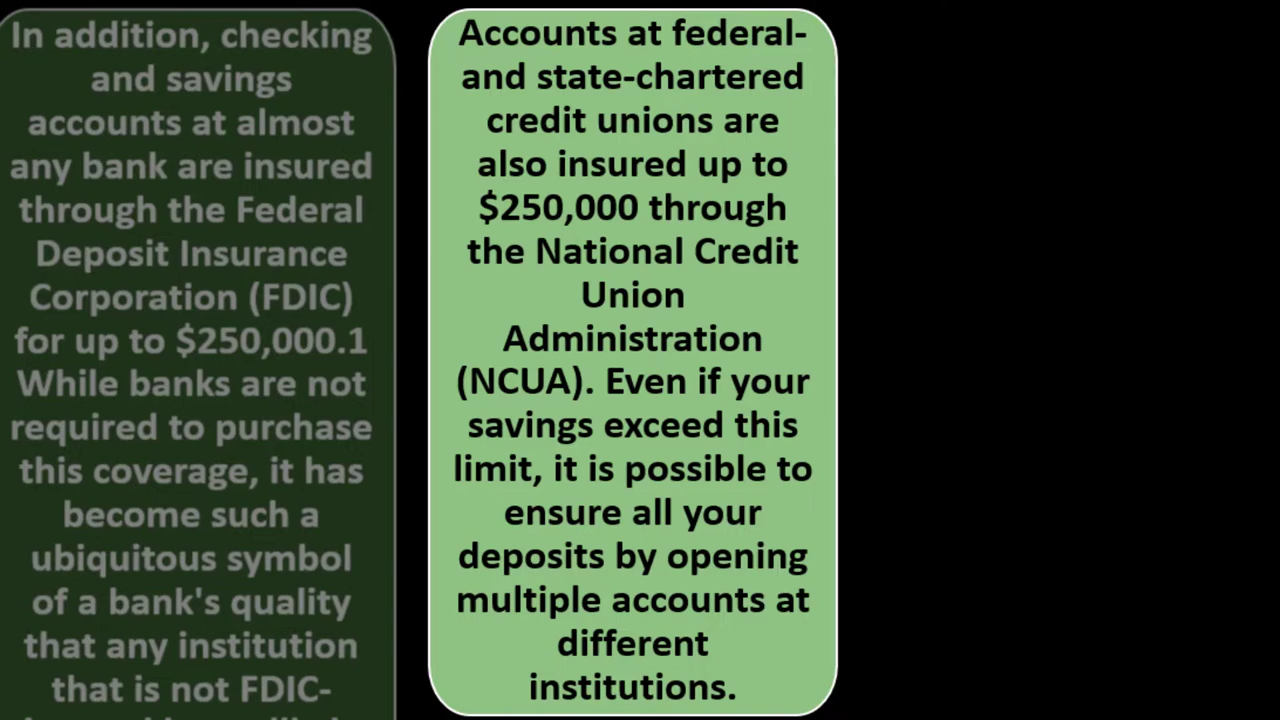 In addition, checking
and savings
accounts at almost
any bank are insured
through the Federal
Deposit Insurance
Corporation (FDIC)
for up to $250,000.1
While banks are not
required to purchase
this coverage, it has
become such a
ubiquitous symbol
of a bank's quality
that any institution
that is not FDIC-
Accounts at federal-
and state-chartered
credit unions are
also insured up to
$250,000 through
the National Credit
Union
Administration
(NCUA). Even if your
savings exceed this
limit, it is possible to
ensure all your
deposits by opening
multiple accounts at
different
institutions.